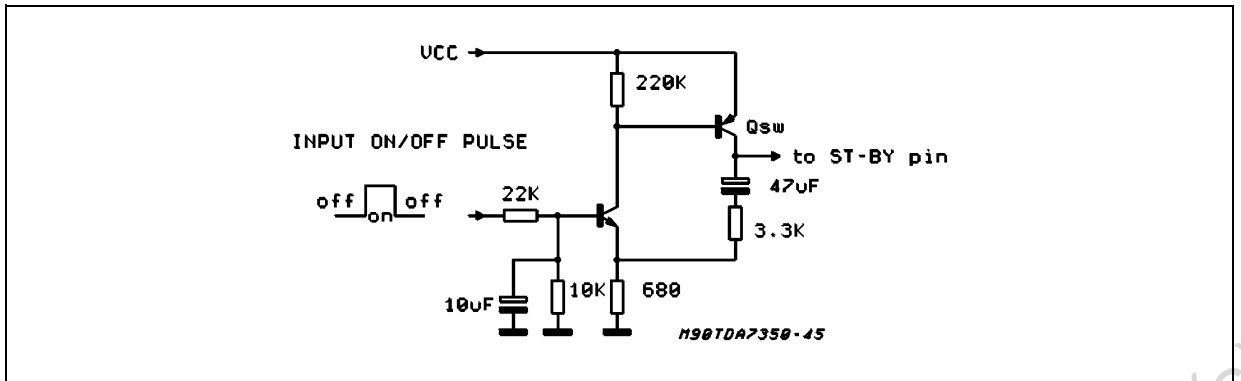 VCC
220K
Qsw
INPUT ON/OFF PULSE
to ST-BY pin
47uF
off on off
22K
3.3K
10uF
10K
680
M90TDA7350-45